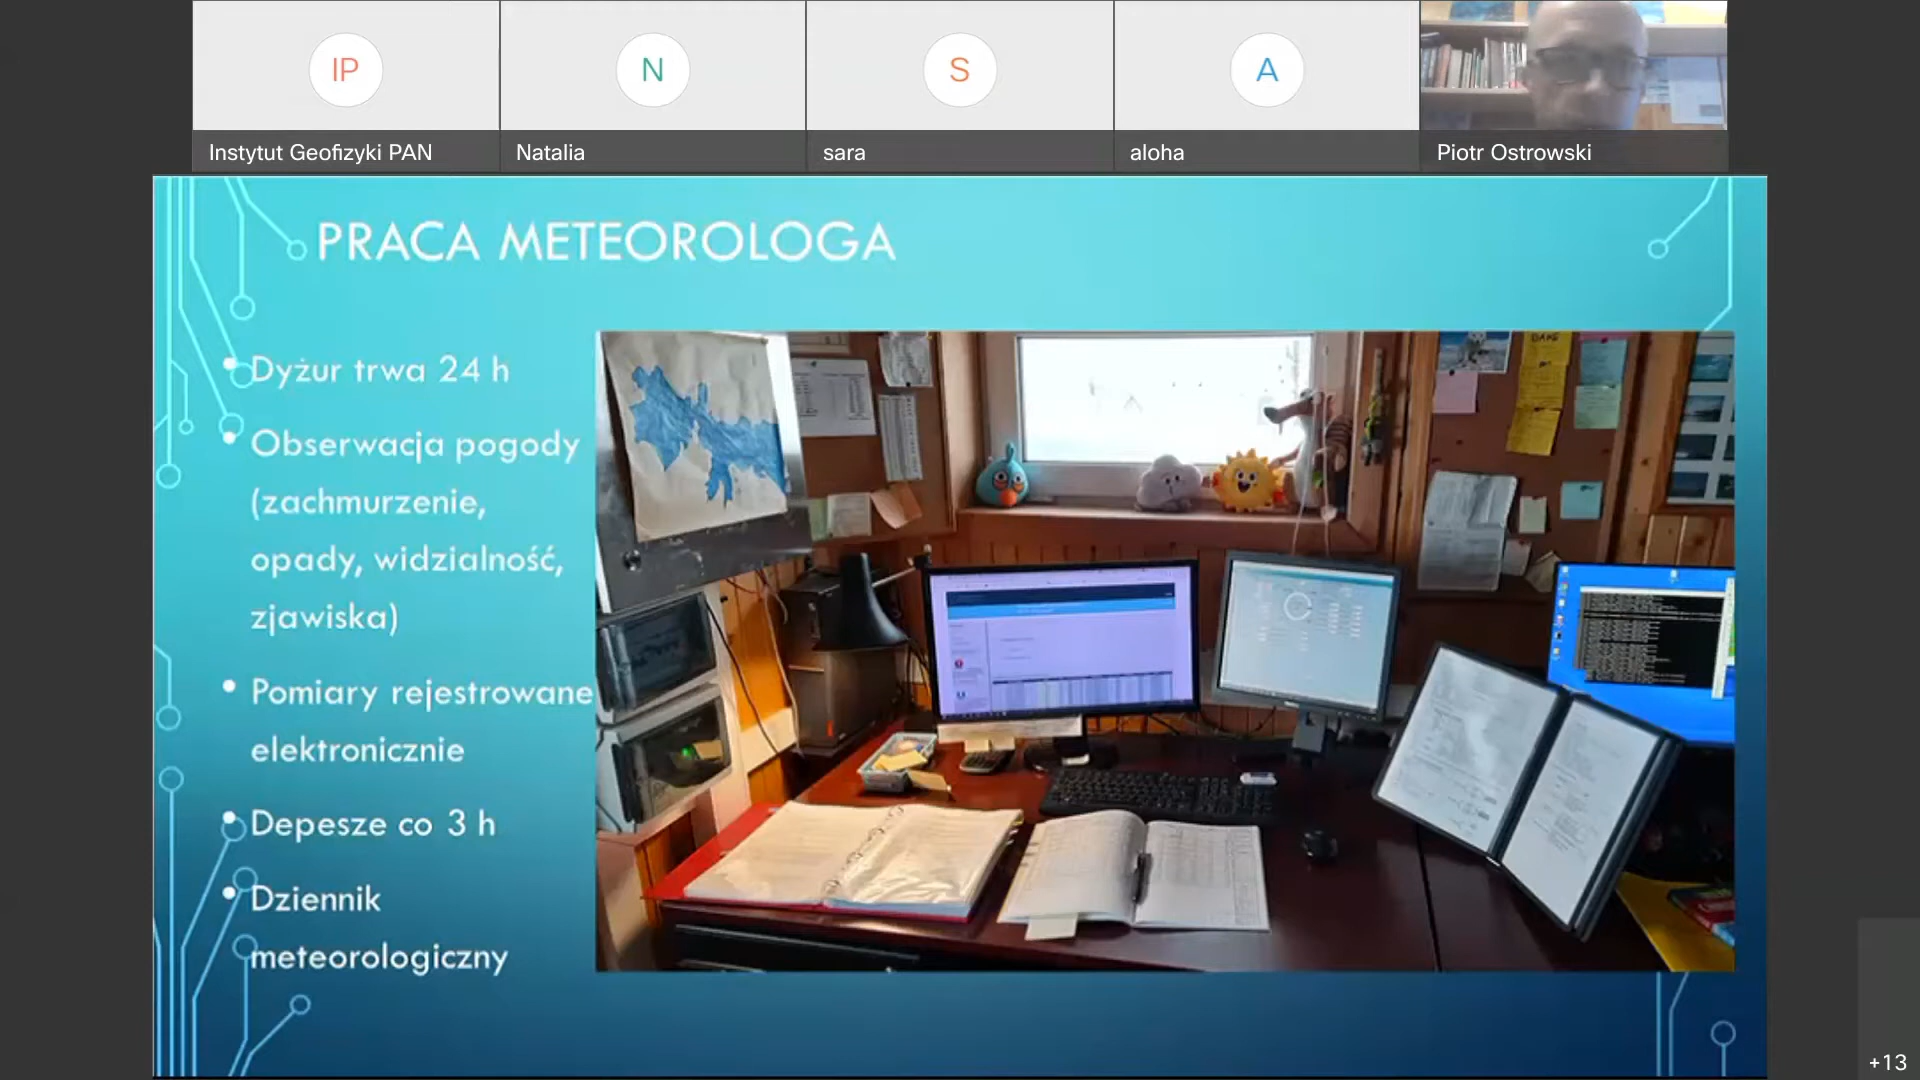 IP
N
S
A
Instytut Geofizyki PAN
Natalia
sara
aloha
Piotr Ostrowski
PRACA METEOROLOGA
• Dyżur trwa 24 h
• Obserwacja pogody
(zachmurzenie,
opady, widzialność,
zjawiska)
• Pomiary rejestrowane
elektronicznie
• Depesze co 3 h
• Dziennik
meteorologiczny
+13